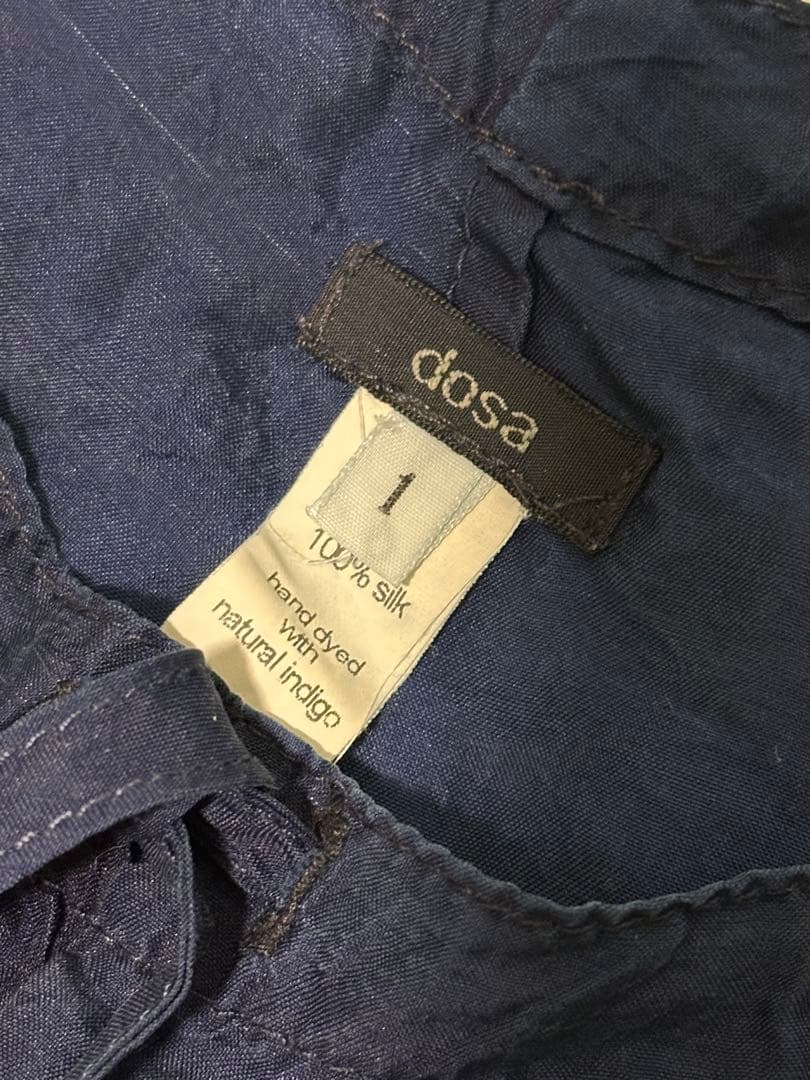 dosa
1
100% silk
hand dyed
with
natural indigo